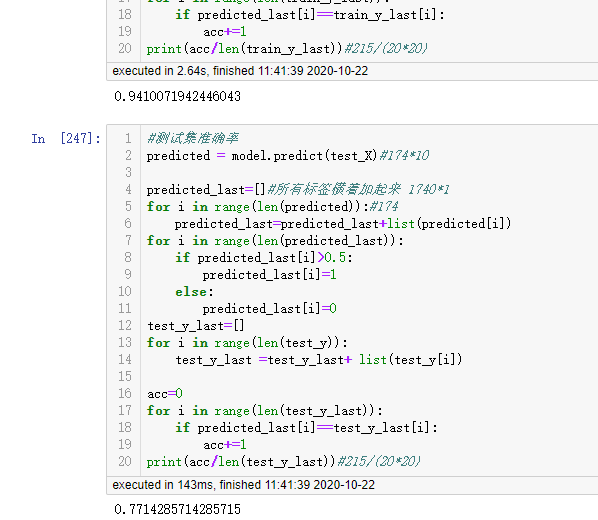 17 for i in range(len(train_y_last)):
18 if predicted_last[i]==train_y_last[i]:
19 acc+=1
20 print(acc/len(train_y_last))#215/(20*20)
executed in 2.64s, finished 11:41:39 2020-10-22
0.9410071942446043
In [247]:
1 #测试集准确率
2 predicted = model.predict(test_X)#174*10
3
4 predicted_last=[]#所有标签横着加起来 1740*1
5 for i in range(len(predicted)):#174
6 predicted_last=predicted_last+list(predicted[i])
7 for i in range(len(predicted_last)):
8 if predicted_last[i]>0.5:
9 predicted_last[i]=1
10 else:
11 predicted_last[i]=0
12 test_y_last=[]
13 for i in range(len(test_y)):
14 test_y_last =test_y_last+ list(test_y[i])
15
16 acc=0
17 for i in range(len(test_y_last)):
18 if predicted_last[i]==test_y_last[i]:
19 acc+=1
20 print(acc/len(test_y_last))#215/(20*20)
executed in 143ms, finished 11:41:39 2020-10-22
0.7714285714285715